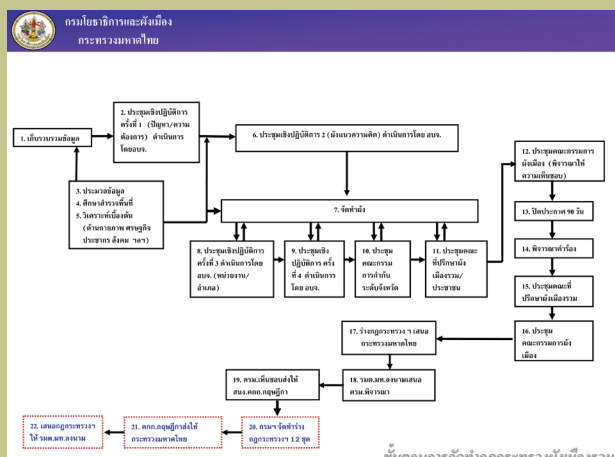 กรมโยธาธิการและผังเมือง
กระทรวงมหาดไทย
1. เก็บรวบรวมข้อมูล
2. ประชุมเชิงปฏิบัติการ
ครั้งที่ 1 (ปัญหา/ความ
ต้องการ) ดำเนินการ
โดยอบจ.
3. ประมวลข้อมูล
4. ศึกษาสำรวจพื้นที่
5. วิเคราะห์เบื้องต้น
(ด้านกายภาพ เศรษฐกิจ
ประชากร สังคม ฯลฯ)
6. ประชุมเชิงปฏิบัติการ 2 (ผังแนวความคิด) ดำเนินการโดย อบจ.
7. จัดทำผัง
8. ประชุมเชิงปฏิบัติการ
ครั้งที่ 3 ดำเนินการโดย
อบจ. (หน่วยงาน/
อำเภอ)
9. ประชุมเชิง
ปฏิบัติการ ครั้ง
ที่ 4 ดำเนินการ
โดย อบจ.
10. ประชุม
คณะกรรม
การกำกับ
ระดับจังหวัด
11. ประชุมคณะ
ที่ปรึกษาผัง
เมืองรวม/
ประชาชน
12. ประชุมคณะกรรมการ
ผังเมือง (พิจารณาให้
ความเห็นชอบ)
13. ปิดประกาศ 90 วัน
14. พิจารณาคำร้อง
15. ประชุมคณะที่
ปรึกษาผังเมืองรวม
16. ประชุม
คณะกรรมการผัง
เมือง
17. ร่างกฎกระทรวง ฯ เสนอ
กระทรวงมหาดไทย
18. รมต.มท.ลงนามเสนอ
ครม.พิจารณา
19. ครม.เห็นชอบส่งให้
สนง.คกก.กฤษฎีกา
20. กรมฯ จัดทำร่าง
กฎกระทรวงฯ 12 ชุด
21. คกก.กฤษฎีกาส่งให้
กระทรวงมหาดไทย
22. เสนอกฎกระทรวงฯ
ให้ รมต.มท.ลงนาม